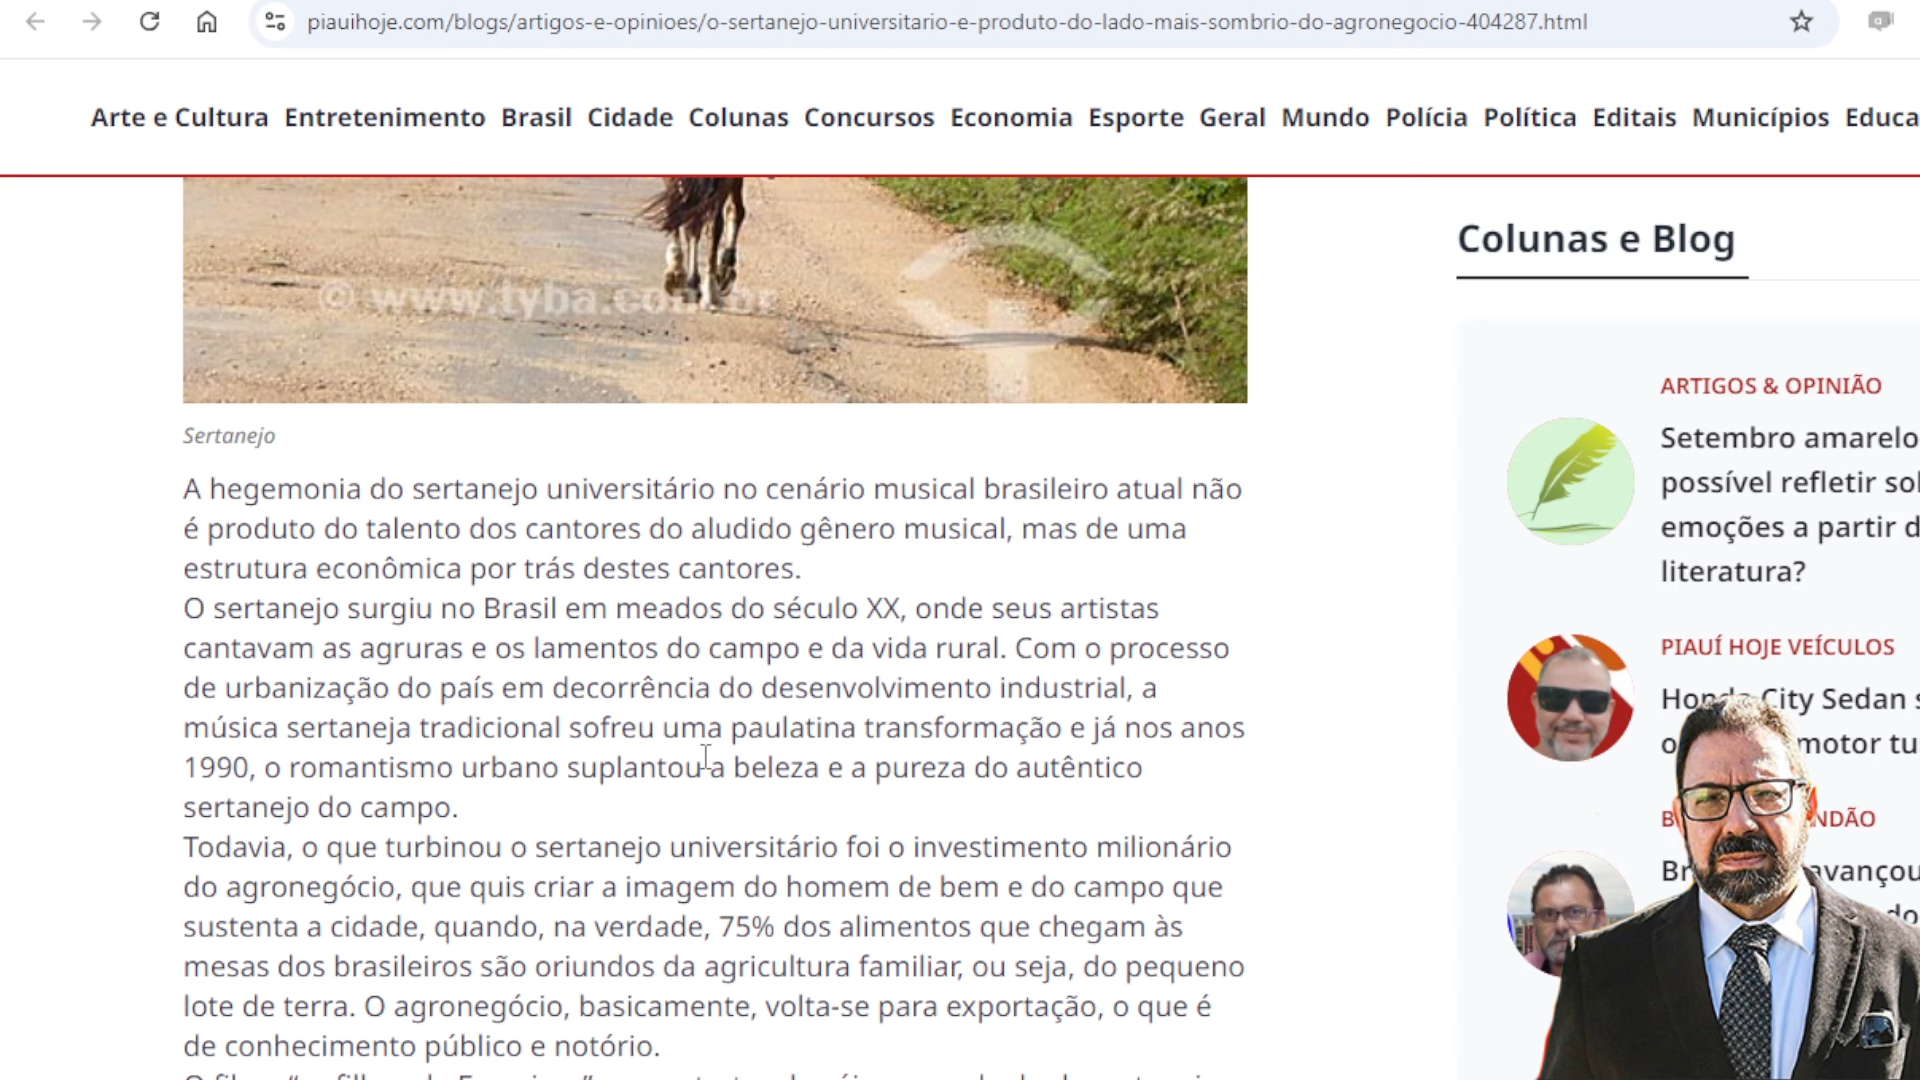 piauihoje.com/blogs/artigos-e-opinioes/o-sertanejo-universitario-e-produto-do-lado-mais-sombrio-do-agronegocio-404287.html
Arte e Cultura Entretenimento Brasil Cidade Colunas Concursos Economia Esporte Geral Mundo Polícia Política Editais Municípios Educa
© www.tyba.com.br
Sertanejo
A hegemonia do sertanejo universitário no cenário musical brasileiro atual não
é produto do talento dos cantores do aludido gênero musical, mas de uma
estrutura econômica por trás destes cantores.
O sertanejo surgiu no Brasil em meados do século XX, onde seus artistas
cantavam as agruras e os lamentos do campo e da vida rural. Com o processo
de urbanização do país em decorrência do desenvolvimento industrial, a
música sertaneja tradicional sofreu uma paulatina transformação e já nos anos
1990, o romantismo urbano suplantou a beleza e a pureza do autêntico
sertanejo do campo.
Todavia, o que turbinou o sertanejo universitário foi o investimento milionário
do agronegócio, que quis criar a imagem do homem de bem e do campo que
sustenta a cidade, quando, na verdade, 75% dos alimentos que chegam às
mesas dos brasileiros são oriundos da agricultura familiar, ou seja, do pequeno
lote de terra. O agronegócio, basicamente, volta-se para exportação, o que é
de conhecimento público e notório.
Colunas e Blog
ARTIGOS & OPINIÃO
Setembro amarelo
possível refletir sol
emoções a partir d
literatura?
PIAUÍ HOJE VEÍCULOS
Honda City Sedan s
motor tu
NDÃO
avançou
do